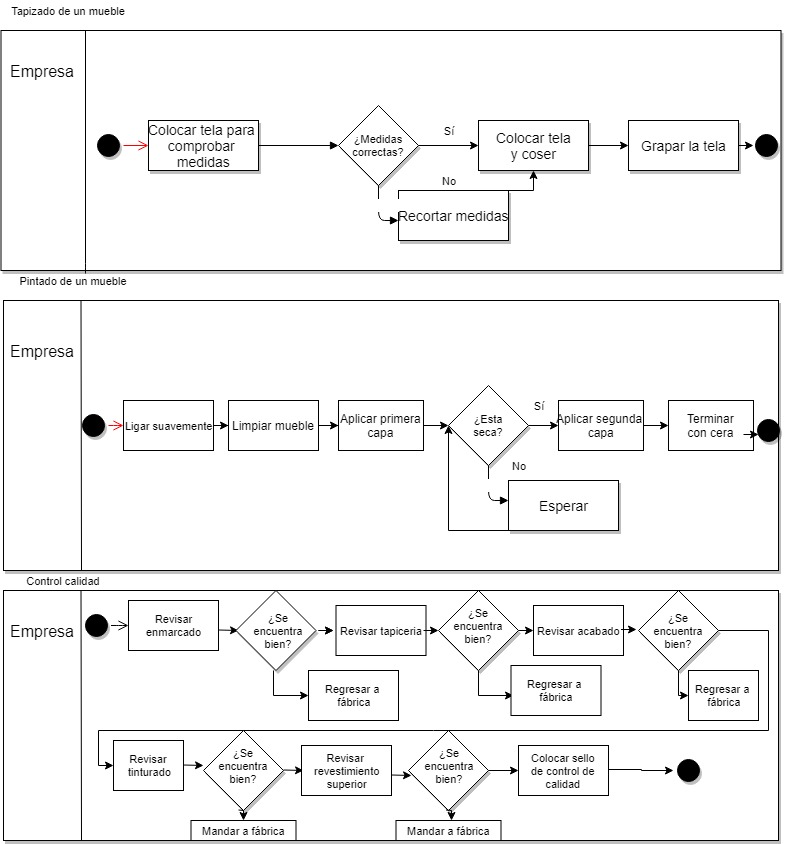 Tapizado de un mueble
Empresa
Colocar tela para
comprobar
medidas
¿Medidas
correctas?
Sí
Colocar tela
y coser
Grapar la tela
No
Recortar medidas
Pintado de un mueble
Empresa
Ligar suavemente
Limpiar mueble
Aplicar primera
capa
¿Esta
seca?
Sí
Aplicar segunda
capa
Terminar
con cera
No
Esperar
Control calidad
Empresa
Revisar
enmarcado
¿Se
encuentra
bien?
Revisar tapiceria
¿Se
encuentra
bien?
Revisar acabado
¿Se
encuentra
bien?
Regresar a
fábrica
Regresar a
fábrica
Regresar a
fábrica
Revisar
tinturado
¿Se
encuentra
bien?
Revisar
revestimiento
superior
¿Se
encuentra
bien?
Colocar sello
de control de
calidad
Mandar a fábrica
Mandar a fábrica